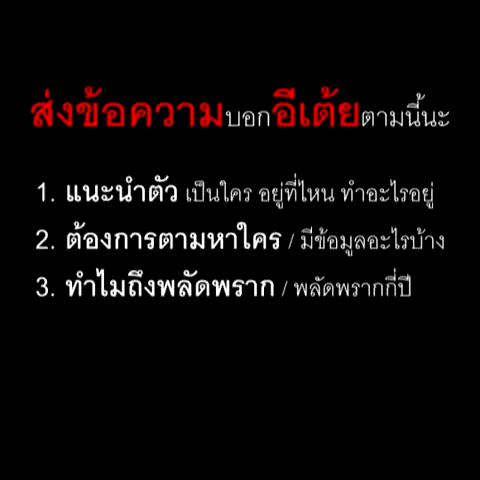 ส่งข้อความบอกอีเต้ยตามนี้นะ
1. แนะนำตัว เป็นใคร อยู่ที่ไหน ทำอะไรอยู่
2. ต้องการตามหาใคร / มีข้อมูลอะไรบ้าง
3. ทำไมถึงพลัดพราก / พลัดพรากกี่ปี